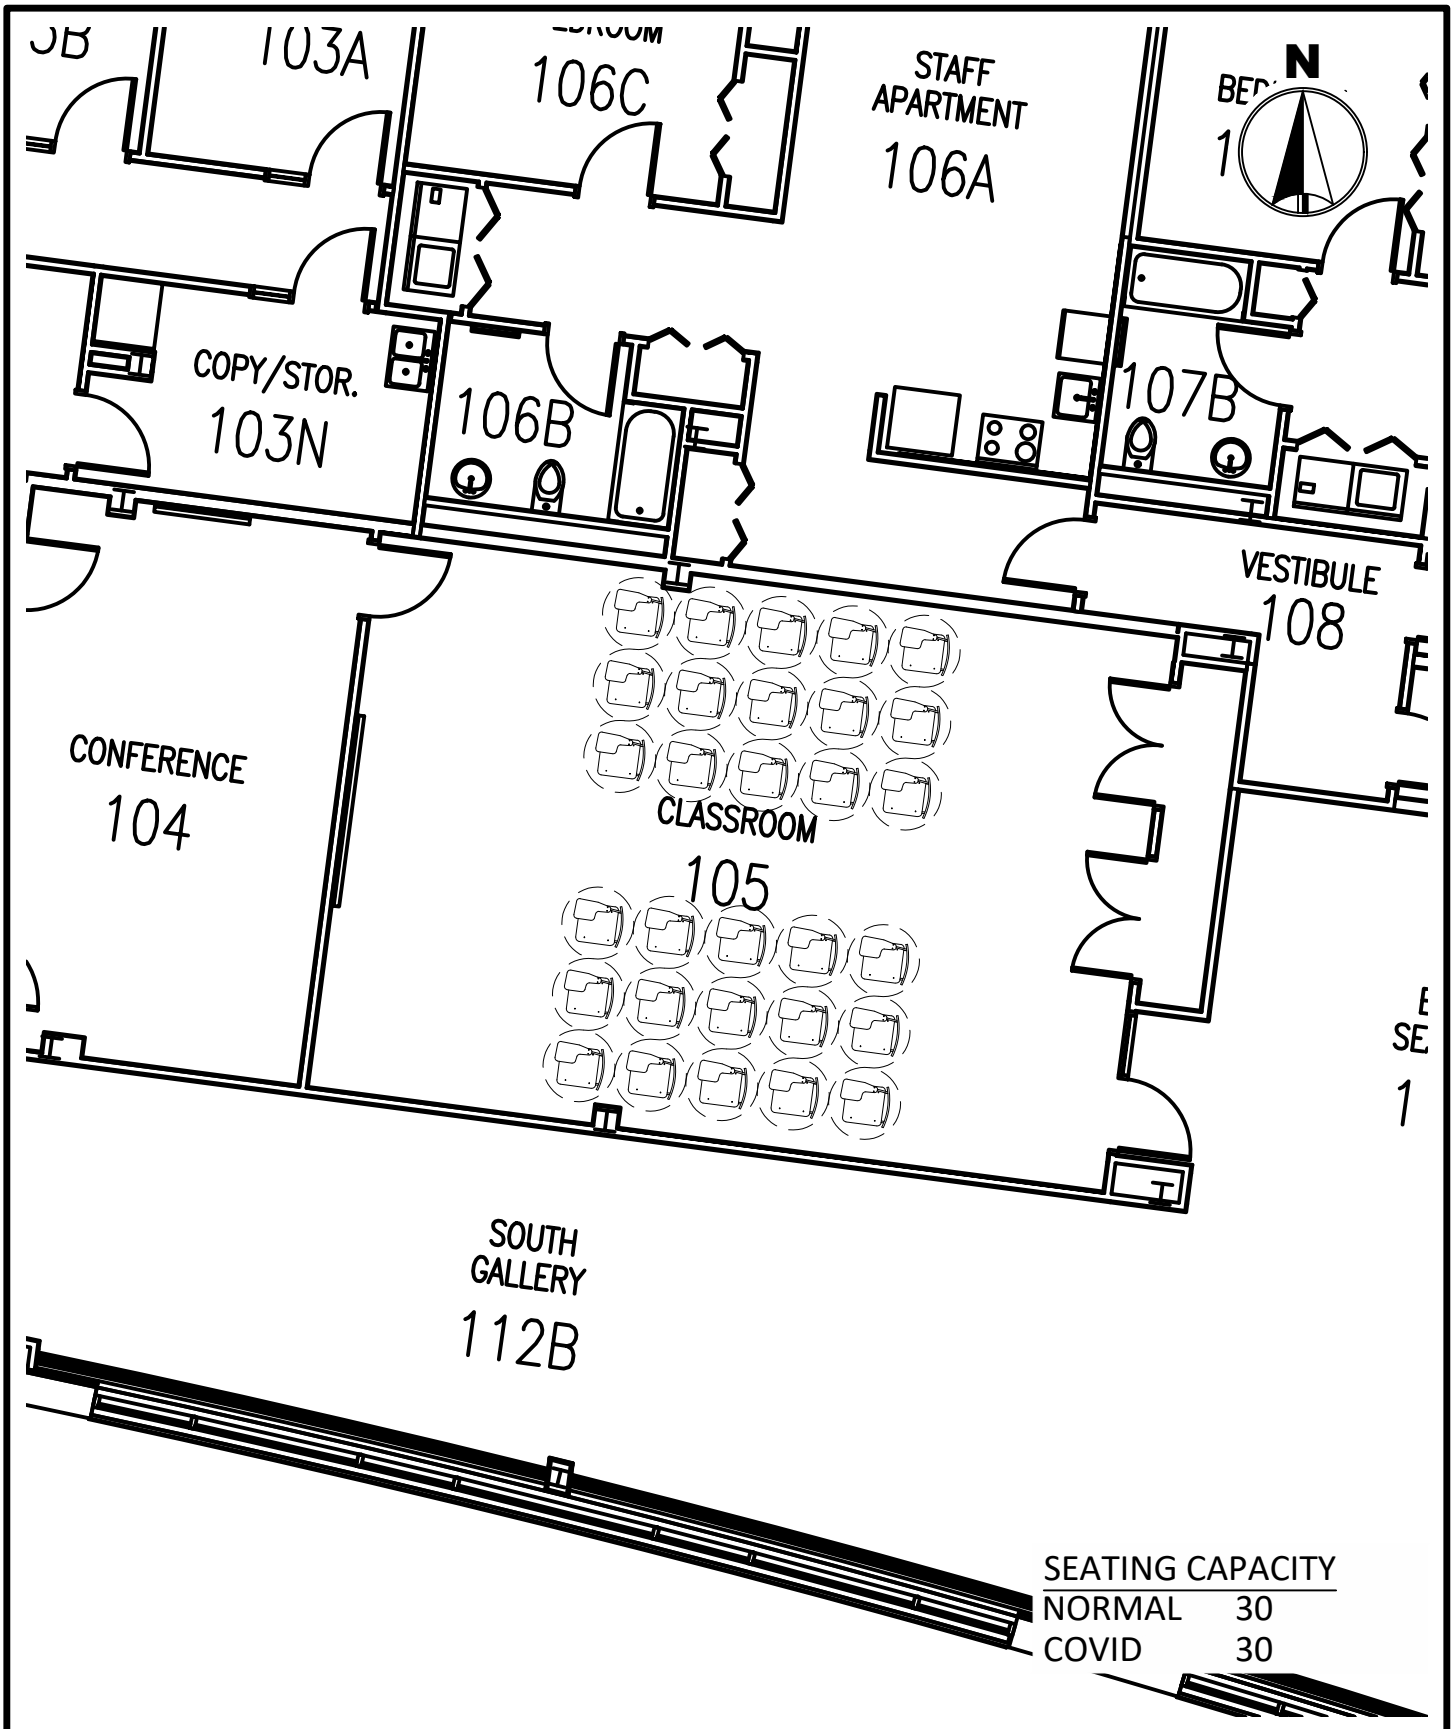 103A
106C
STAFF
APARTMENT
106A
N
COPY/STOR.
103N
106B
107B
VESTIBULE
108
CONFERENCE
104
CLASSROOM
105
SOUTH
GALLERY
112B
SEATING CAPACITY
NORMAL 30
COVID 30